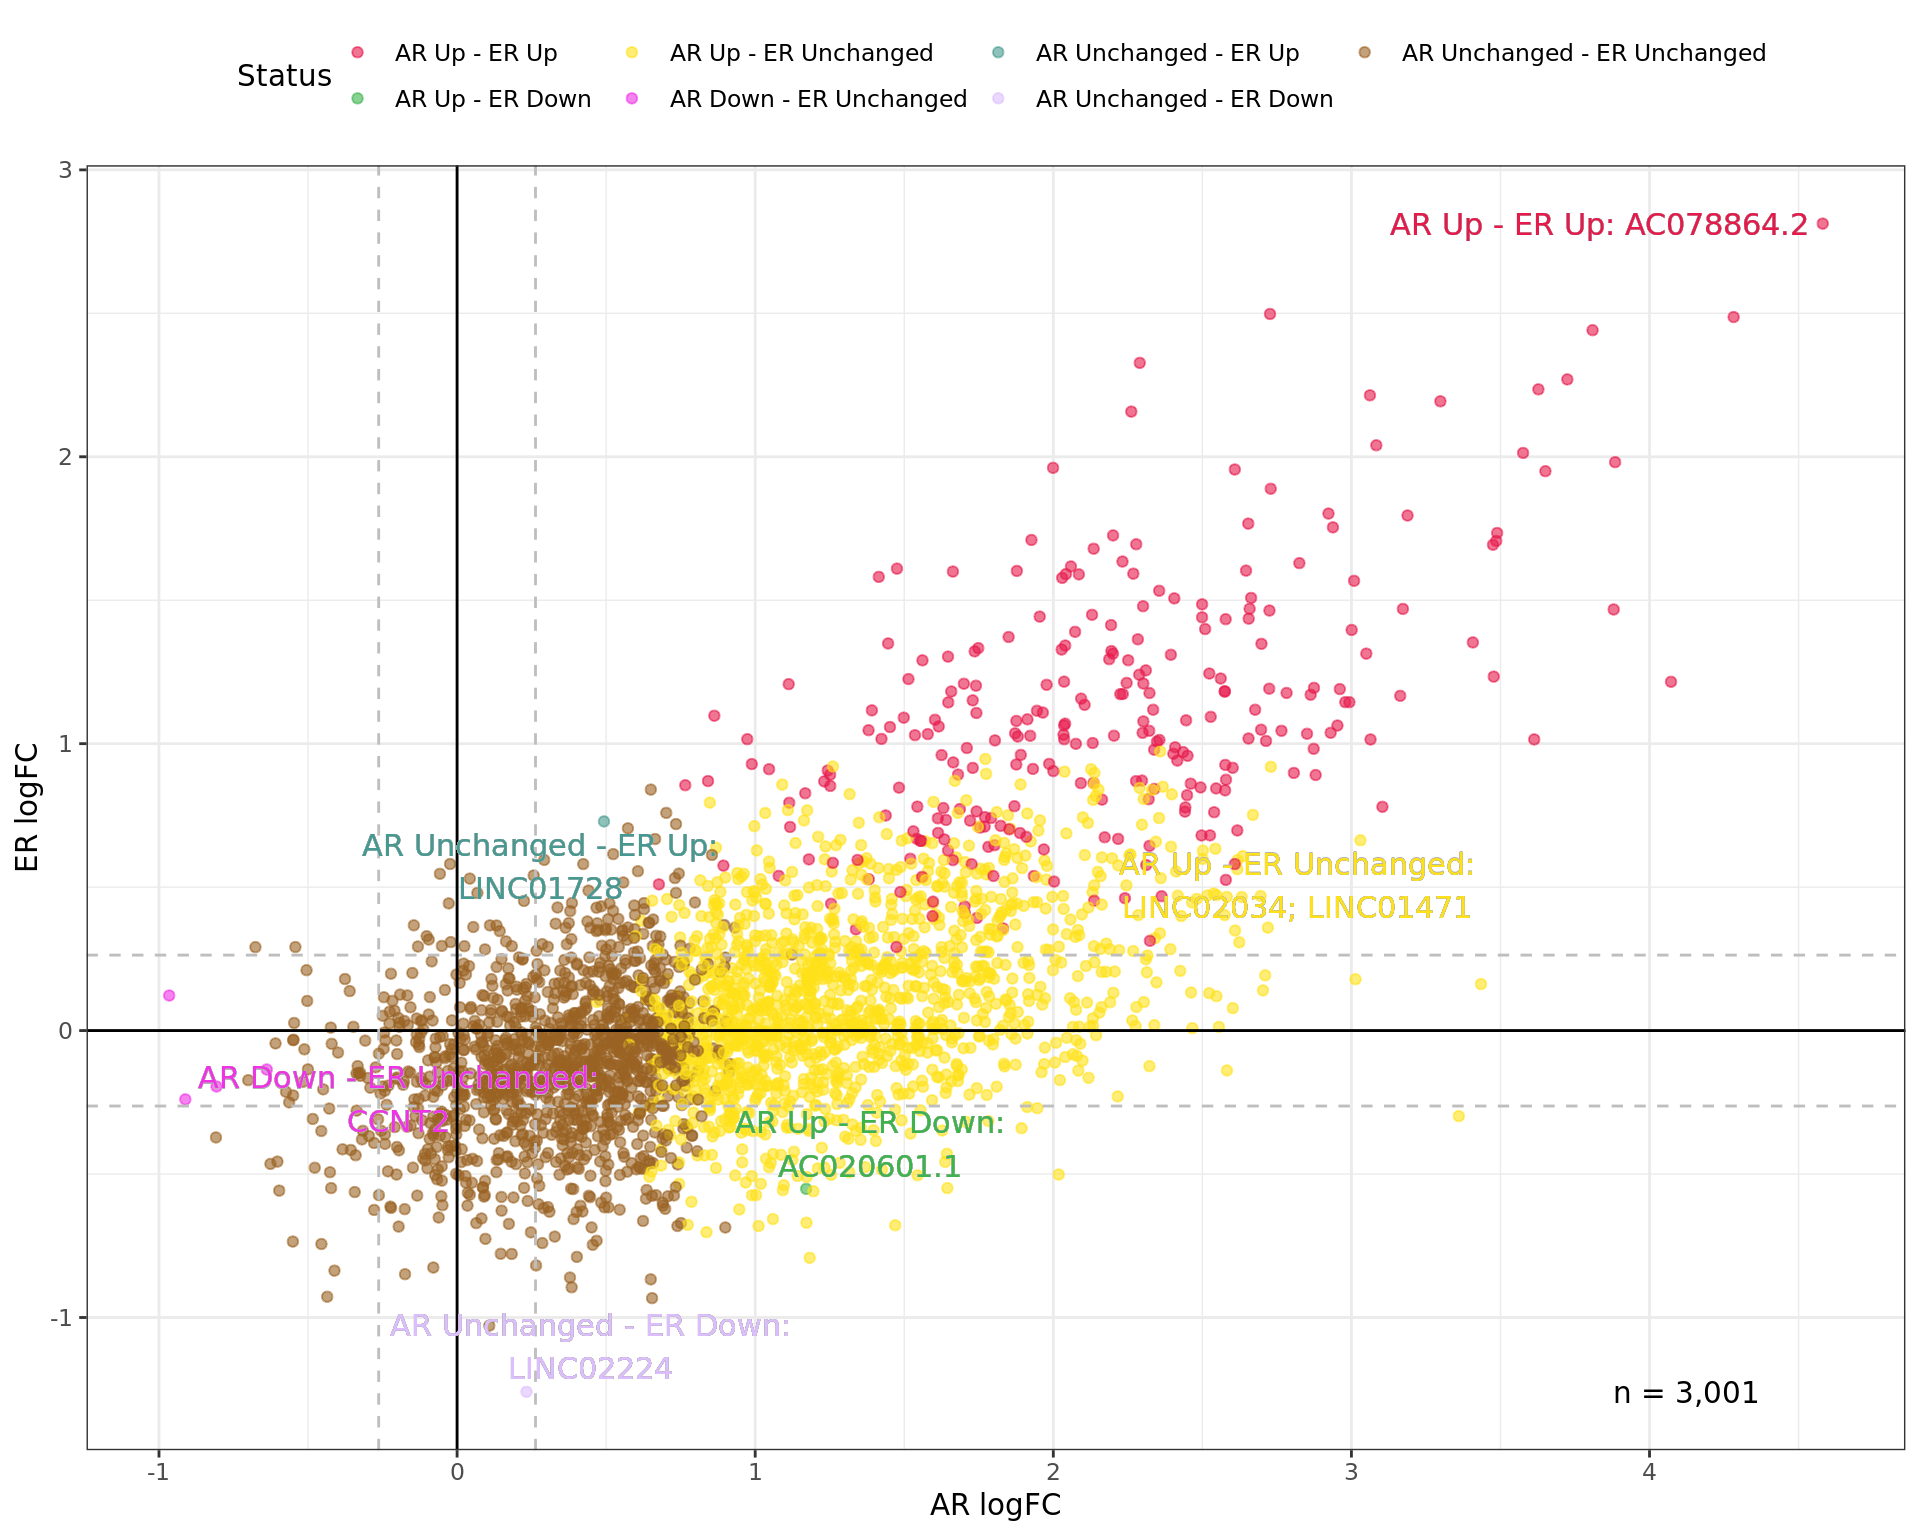 Status
AR Up - ER Up
AR Up - ER Unchanged
AR Unchanged - ER Up
AR Unchanged - ER Unchanged
AR Up - ER Down
AR Down - ER Unchanged
AR Unchanged - ER Down
3
AR Up - ER Up: AC078864.2
2
ER logFC
1
AR Unchanged - ER Up:
LINC01728
AR Up - ER Unchanged:
LINC02034; LINC01471
0
AR Down - ER Unchanged:
CCNT2
AR Up - ER Down:
AC020601.1
-1
AR Unchanged - ER Down:
LINC02224
n = 3,001
-1
0
1
2
3
4
AR logFC